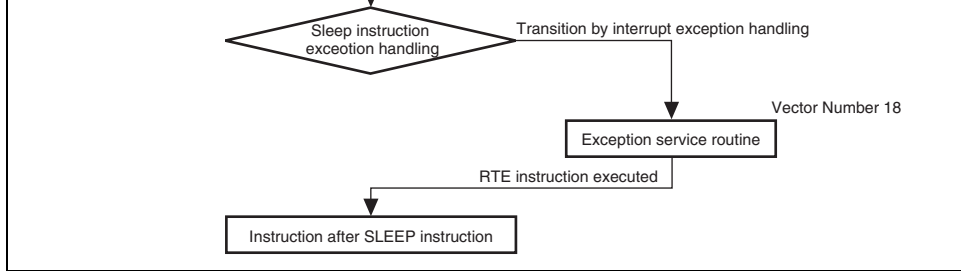 Sleep instruction
exceotion handling
Transition by interrupt exception handling
Vector Number 18
Exception service routine
RTE instruction executed
Instruction after SLEEP instruction